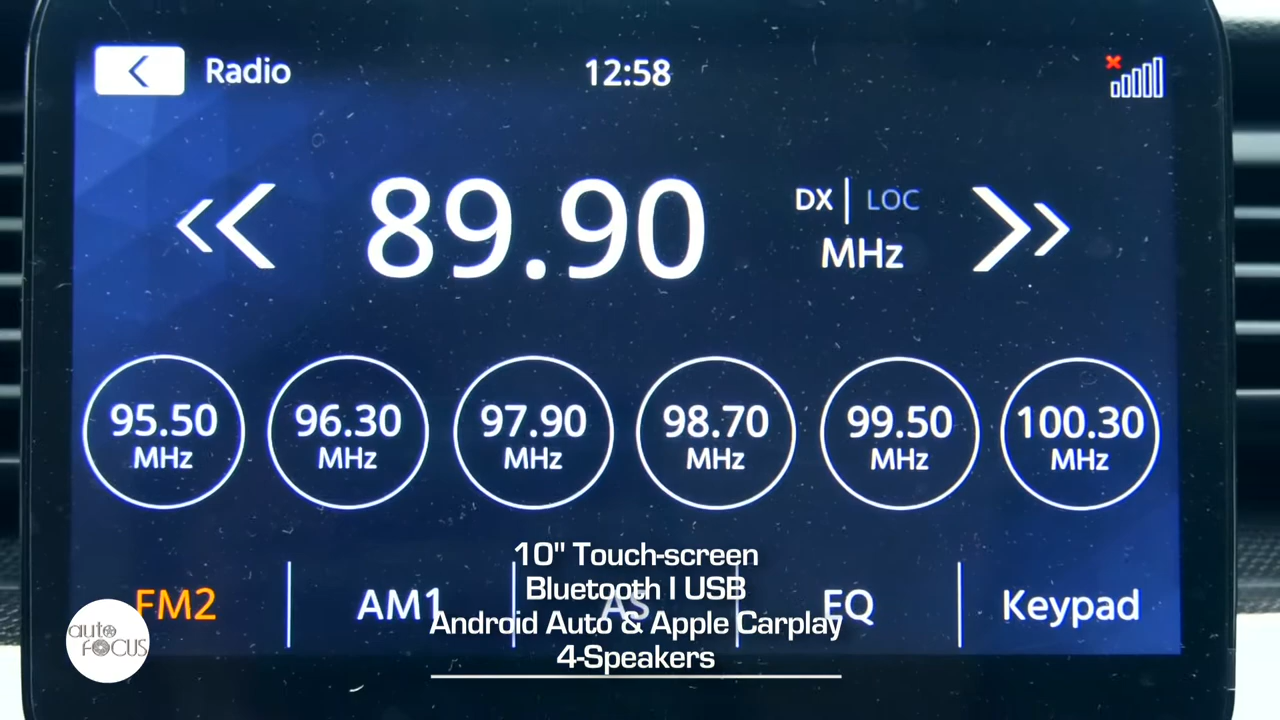 Radio
12:58
89.90
DX | LOC
MHz
95.50 MHz
96.30 MHz
97.90 MHz
98.70 MHz
99.50 MHz
100.30 MHz
FM2
AM1
AS
EQ
Keypad
10" Touch-screen
Bluetooth | USB
Android Auto & Apple Carplay
4-Speakers
auto
FOCUS